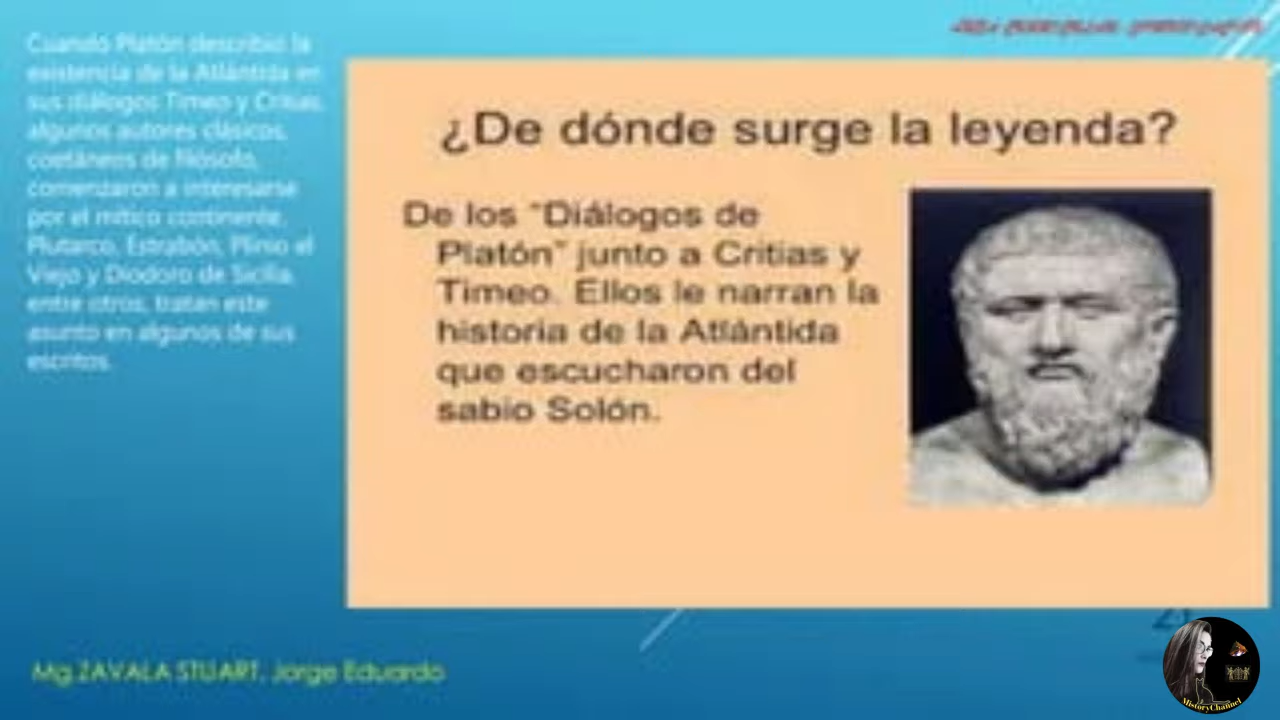 Cuando Platón describió la
existencia de la Atlántida en
sus diálogos Timeo y Critias,
algunos autores clásicos,
coetáneos de filósofo,
comenzaron a interesarse
por el mítico continente.
Plutarco, Estrabón, Plinio el
Viejo y Diodoro de Sicilia,
entre otros, tratan este
asunto en algunos de sus
escritos.
¿De dónde surge la leyenda?
De los "Diálogos de
Platón" junto a Critias y
Timeo. Ellos le narran la
historia de la Atlántida
que escucharon del
sabio Solón.
Mg.ZAVALA STUART. Jorge Eduardo
MistoryChannel